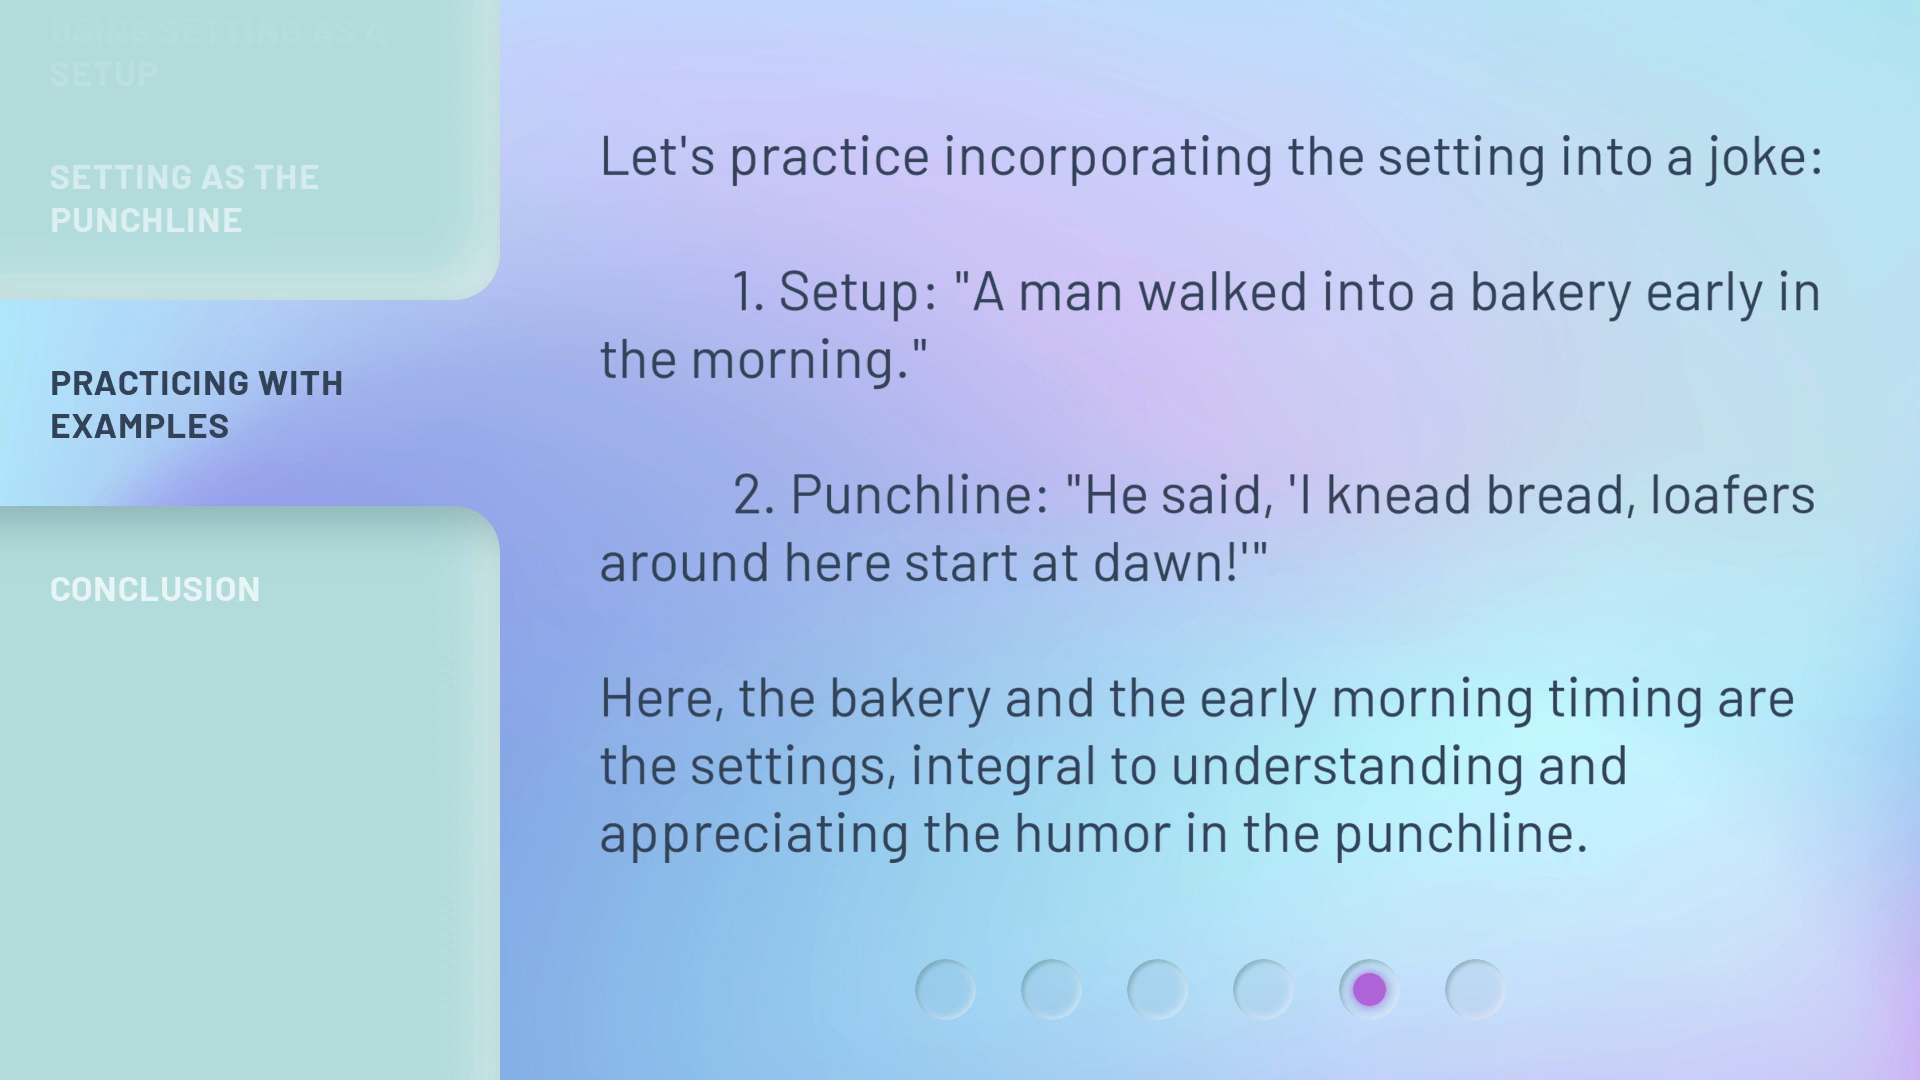 USING SETTING AS A
SETUP
SETTING AS THE
PUNCHLINE
PRACTICING WITH
EXAMPLES
CONCLUSION
Let's practice incorporating the setting into a joke:
1. Setup: "A man walked into a bakery early in
the morning."
2. Punchline: "He said, 'I knead bread, loafers
around here start at dawn!'"
Here, the bakery and the early morning timing are
the settings, integral to understanding and
appreciating the humor in the punchline.